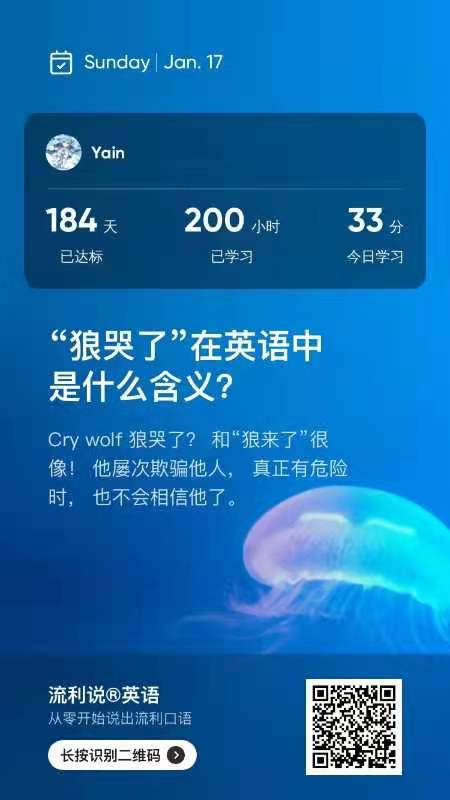 Sunday | Jan. 17
Yain
184 天 200 小时 33 分
已达标 已学习 今日学习
“狼哭了”在英语中
是什么含义？
Cry wolf 狼哭了？ 和“狼来了”很
像！ 他屡次欺骗他人， 真正有危险
时， 也不会相信他了。
流利说®英语
从零开始说出流利口语
长按识别二维码